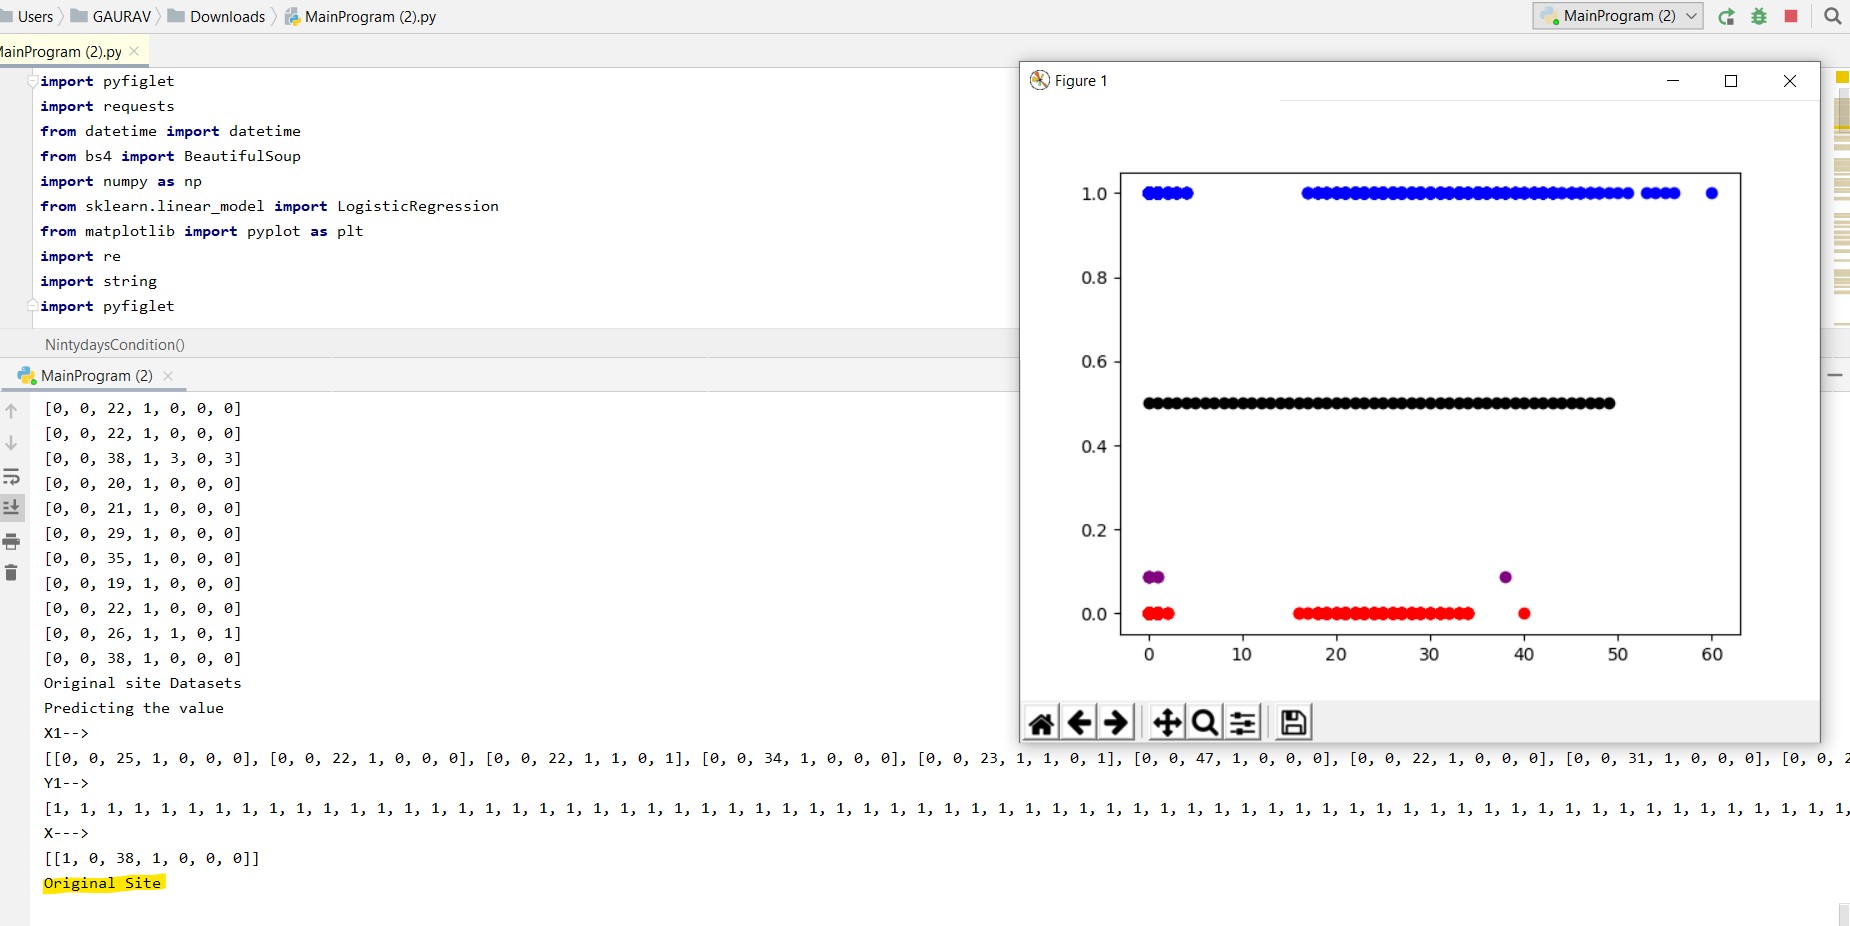 Users GAURAV Downloads MainProgram (2).py
MainProgram (2)
MainProgram (2).py
import pyfiglet
import requests
from datetime import datetime
from bs4 import BeautifulSoup
import numpy as np
from sklearn.linear_model import LogisticRegression
from matplotlib import pyplot as plt
import re
import string
import pyfiglet
NintydaysCondition()
MainProgram (2)
[0, 0, 22, 1, 0, 0, 0]
[0, 0, 22, 1, 0, 0, 0]
[0, 0, 38, 1, 3, 0, 3]
[0, 0, 20, 1, 0, 0, 0]
[0, 0, 21, 1, 0, 0, 0]
[0, 0, 29, 1, 0, 0, 0]
[0, 0, 35, 1, 0, 0, 0]
[0, 0, 19, 1, 0, 0, 0]
[0, 0, 22, 1, 0, 0, 0]
[0, 0, 26, 1, 1, 0, 1]
[0, 0, 38, 1, 0, 0, 0]
Original site Datasets
Predicting the value
X1-->
[[0, 0, 25, 1, 0, 0, 0], [0, 0, 22, 1, 0, 0, 0], [0, 0, 22, 1, 1, 0, 1], [0, 0, 34, 1, 0, 0, 0], [0, 0, 23, 1, 1, 0, 1], [0, 0, 47, 1, 0, 0, 0], [0, 0, 22, 1, 0, 0, 0], [0, 0, 31, 1, 0, 0, 0], [0, 0, 2
Y1-->
[1, 1, 1, 1, 1, 1, 1, 1, 1, 1, 1, 1, 1, 1, 1, 1, 1, 1, 1, 1, 1, 1, 1, 1, 1, 1, 1, 1, 1, 1, 1, 1, 1, 1, 1, 1, 1, 1, 1, 1, 1, 1, 1, 1, 1, 1, 1, 1, 1, 1, 1, 1, 1, 1, 1, 1, 1, 1, 1, 1, 1, 1, 1, 1, 1, 1, 1,
X--->
[[1, 0, 38, 1, 0, 0, 0]]
Original Site
Figure 1
1.0
0.8
0.6
0.4
0.2
0.0
0 10 20 30 40 50 60